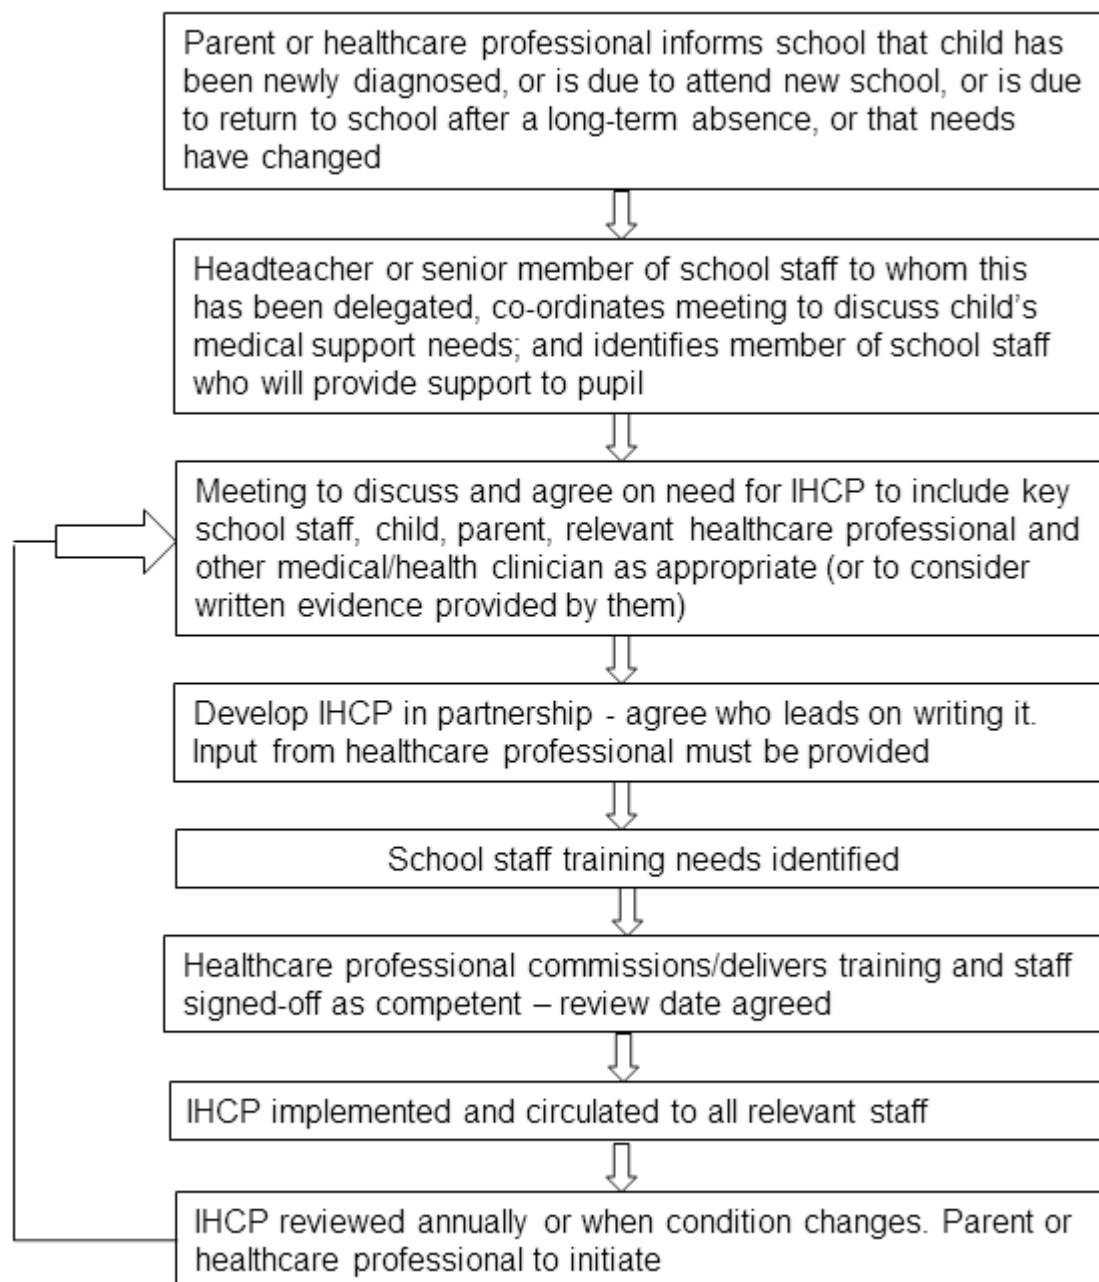 Parent or healthcare professional informs school that child has
been newly diagnosed, or is due to attend new school, or is due
to return to school after a long-term absence, or that needs
have changed
Headteacher or senior member of school staff to whom this
has been delegated, co-ordinates meeting to discuss child's
medical support needs; and identifies member of school staff
who will provide support to pupil
Meeting to discuss and agree on need for IHCP to include key
school staff, child, parent, relevant healthcare professional and
other medical/health clinician as appropriate (or to consider
written evidence provided by them)
Develop IHCP in partnership - agree who leads on writing it.
Input from healthcare professional must be provided
School staff training needs identified
Healthcare professional commissions/delivers training and staff
signed-off as competent – review date agreed
IHCP implemented and circulated to all relevant staff
IHCP reviewed annually or when condition changes. Parent or
healthcare professional to initiate